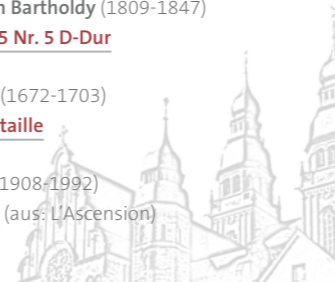 n Bartholdy (1809-1847)
5 Nr. 5 D-Dur
(1672-1703)
taille
1908-1992)
(aus: L'Ascension)